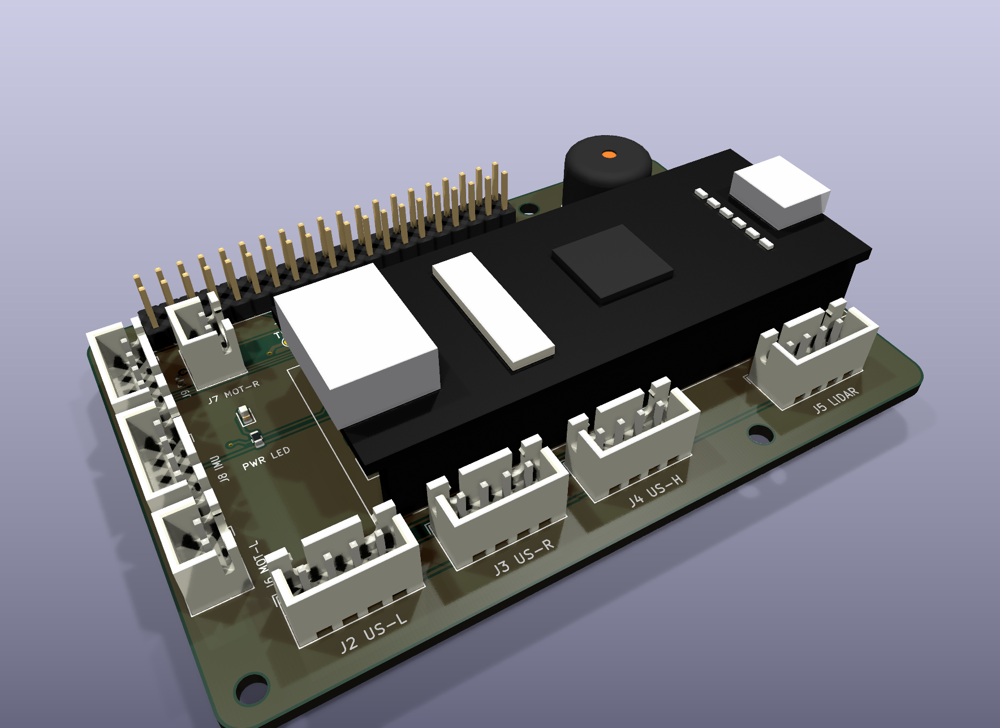 J7 MOT-R
PWR LED
J8 IMU
J6 MOT-L
J2 US-L
J3 US-R
J4 US-H
J5 LIDAR